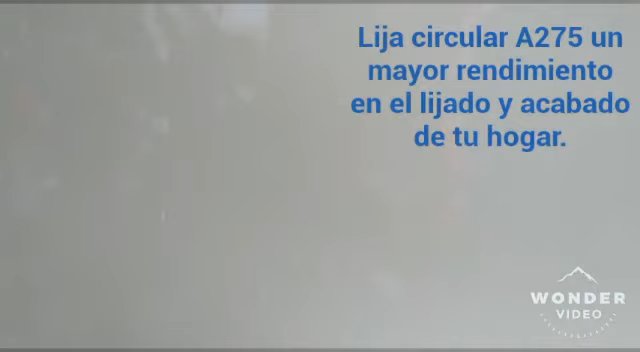 Lija circular A275 un
mayor rendimiento
en el lijado y acabado
de tu hogar.
WONDER
VIDEO